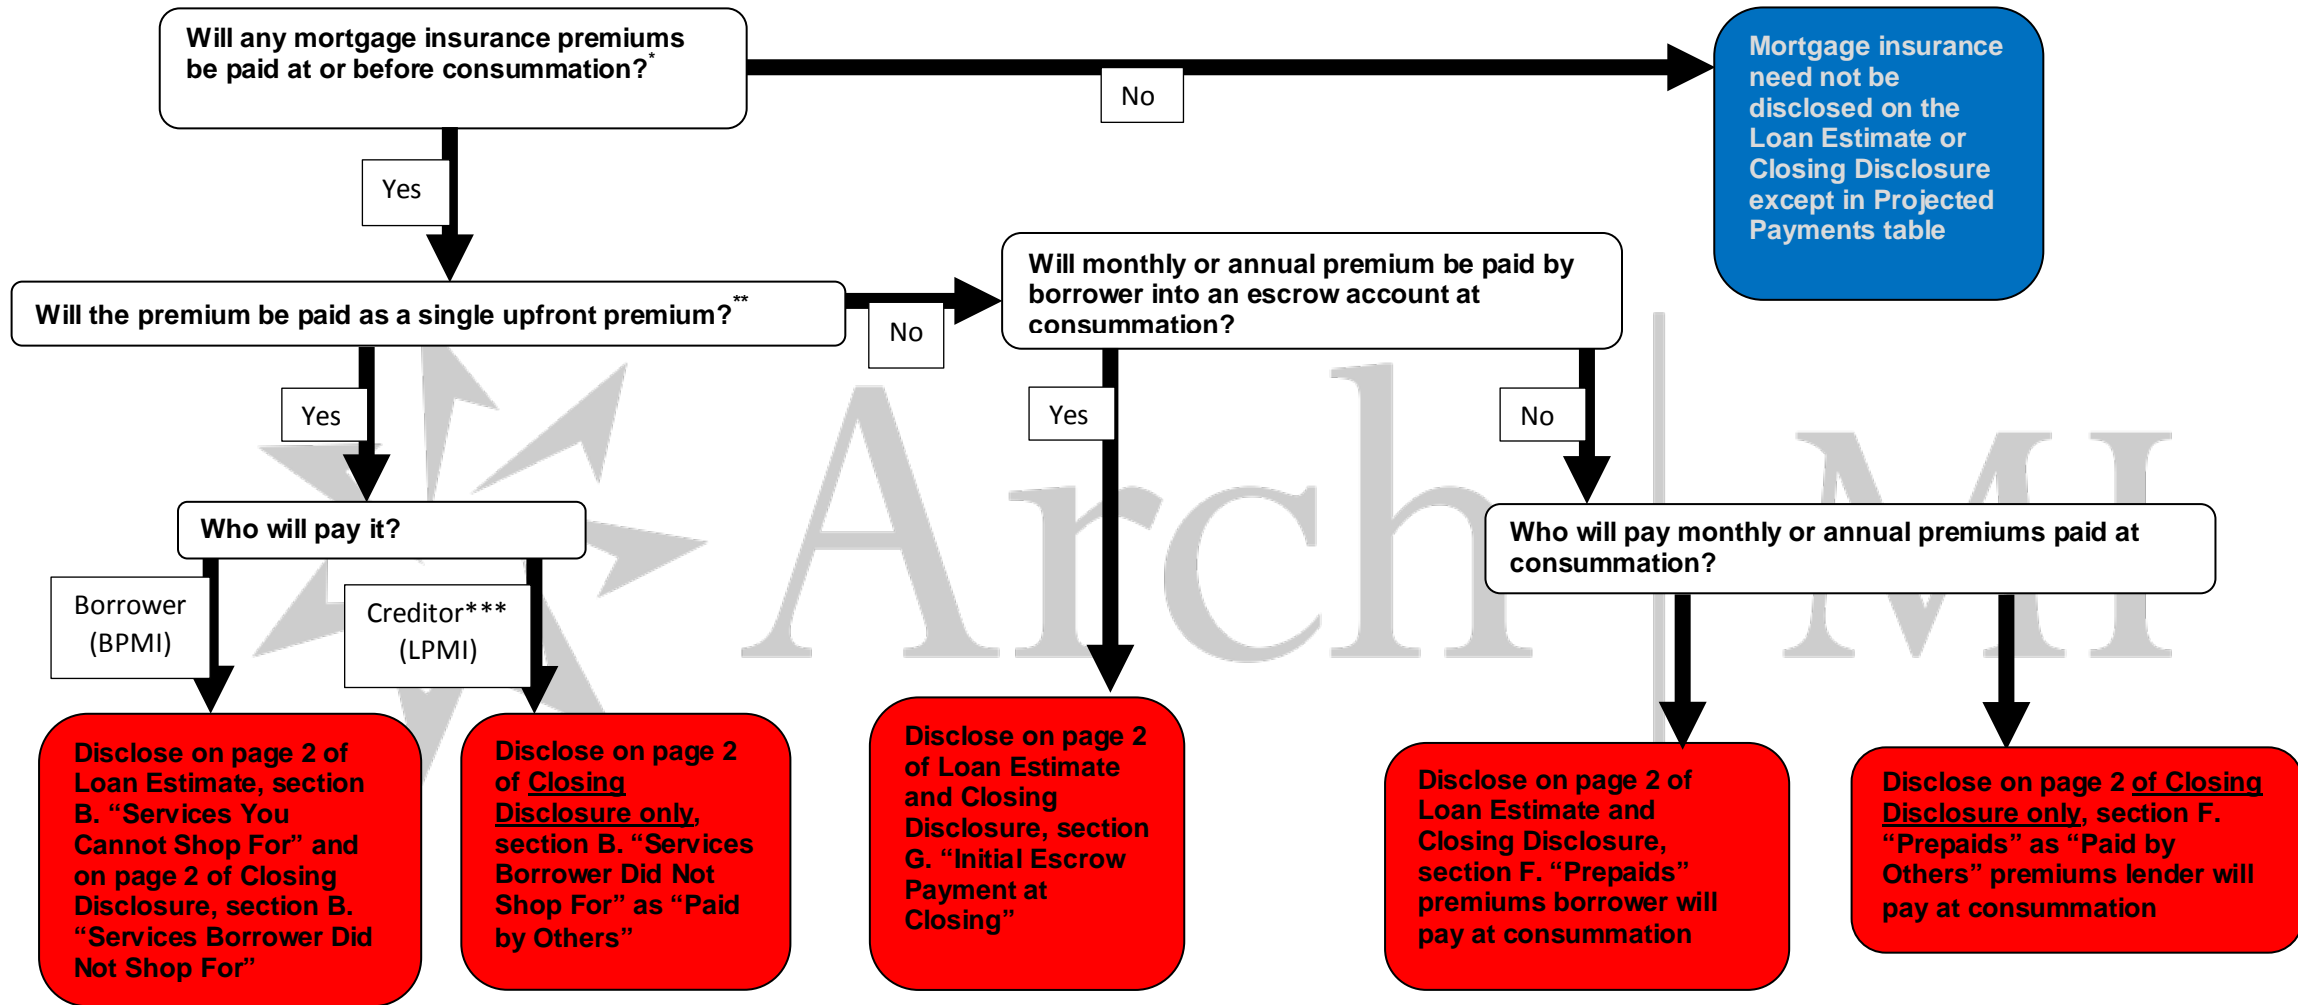 Will any mortgage insurance premiums
be paid at or before consummation?*
No
Mortgage insurance
need not be
disclosed on the
Loan Estimate or
Closing Disclosure
except in Projected
Payments table
Yes
Will the premium be paid as a single upfront premium?**
No
Will monthly or annual premium be paid by
borrower into an escrow account at
consummation?
Yes
Yes
No
Who will pay it?
Who will pay monthly or annual premiums paid at
consummation?
Borrower
(BPMI)
Creditor***
(LPMI)
Arch MI
Disclose on page 2 of
Loan Estimate, section
B. “Services You
Cannot Shop For” and
on page 2 of Closing
Disclosure, section B.
“Services Borrower Did
Not Shop For”
Disclose on page 2
of Closing
Disclosure only,
section B. “Services
Borrower Did Not
Shop For” as “Paid
by Others”
Disclose on page 2
of Loan Estimate
and Closing
Disclosure, section
G. “Initial Escrow
Payment at
Closing”
Disclose on page 2 of
Loan Estimate and
Closing Disclosure,
section F. “Prepaids”
premiums borrower will
pay at consummation
Disclose on page 2 of Closing
Disclosure only, section F.
“Prepaids” as “Paid by
Others” premiums lender will
pay at consummation